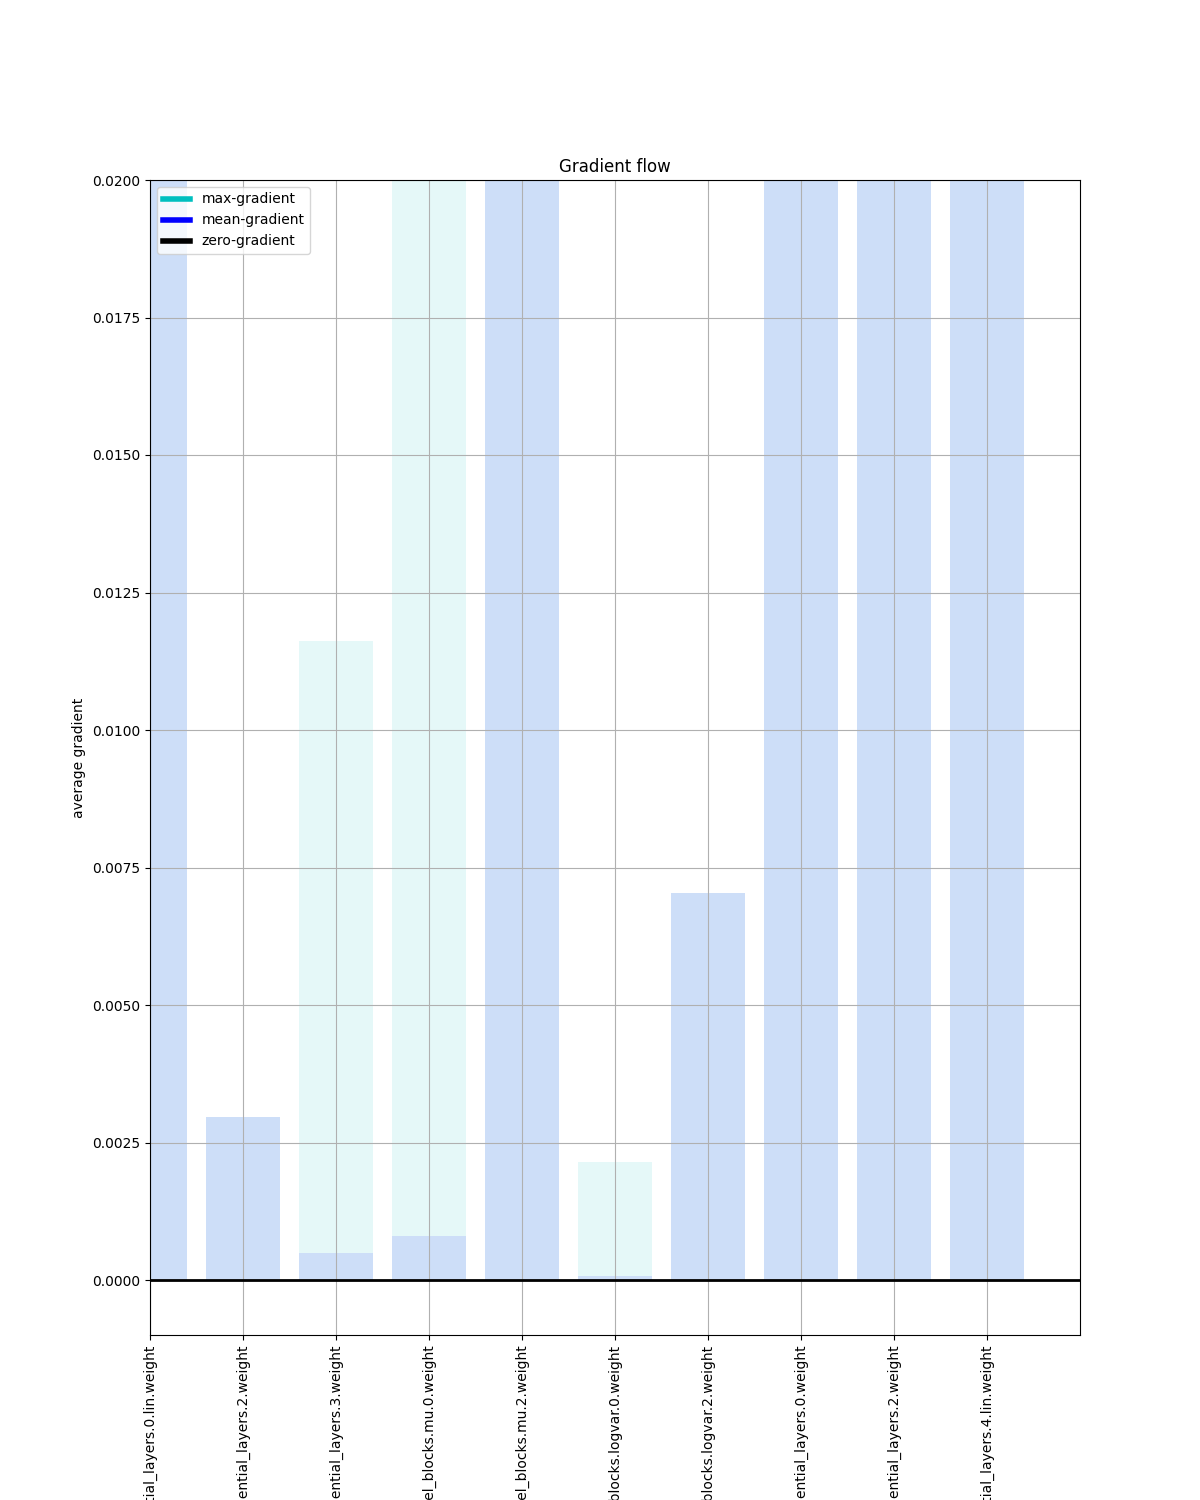 Gradient flow
max-gradient
mean-gradient
zero-gradient
average gradient
0.0200
0.0175
0.0150
0.0125
0.0100
0.0075
0.0050
0.0025
0.0000
tial_layers.0.lin.weight
ential_layers.2.weight
ential_layers.3.weight
el_blocks.mu.0.weight
el_blocks.mu.2.weight
blocks.logvar.0.weight
blocks.logvar.2.weight
ential_layers.0.weight
ential_layers.2.weight
tial_layers.4.lin.weight